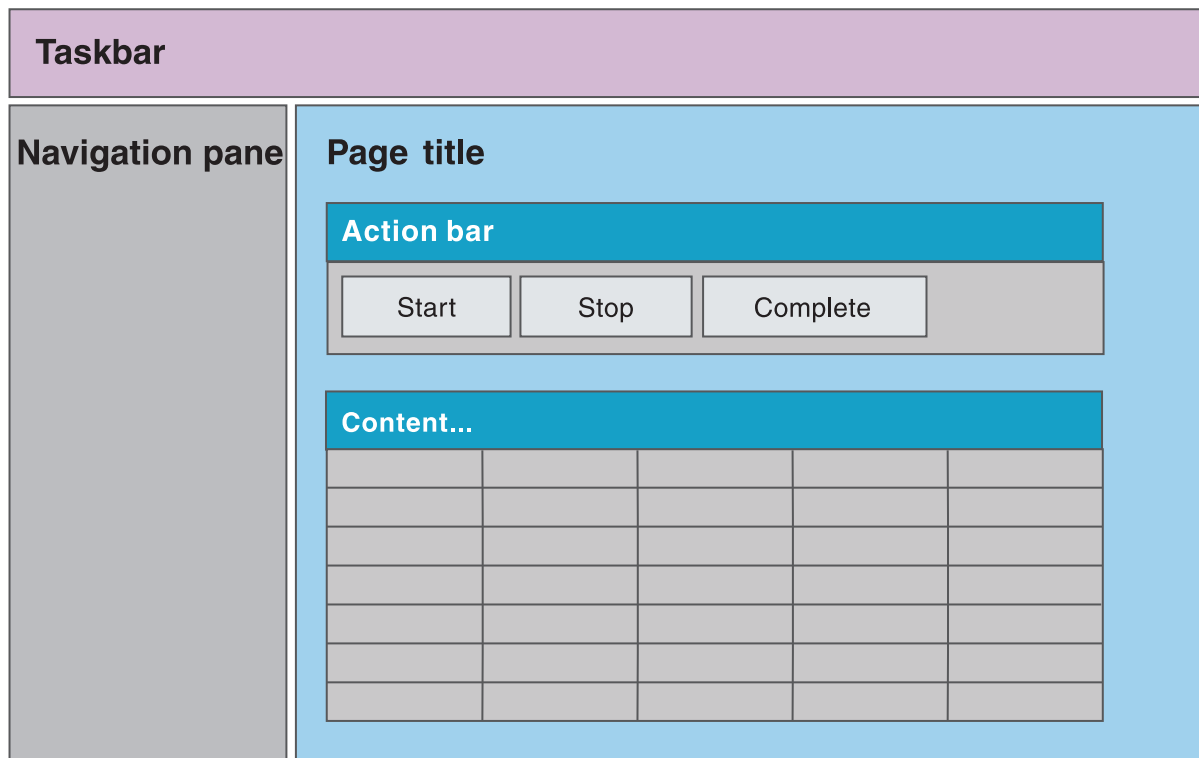 Taskbar
Navigation pane
Page title
Action bar
Start
Stop
Complete
Content...